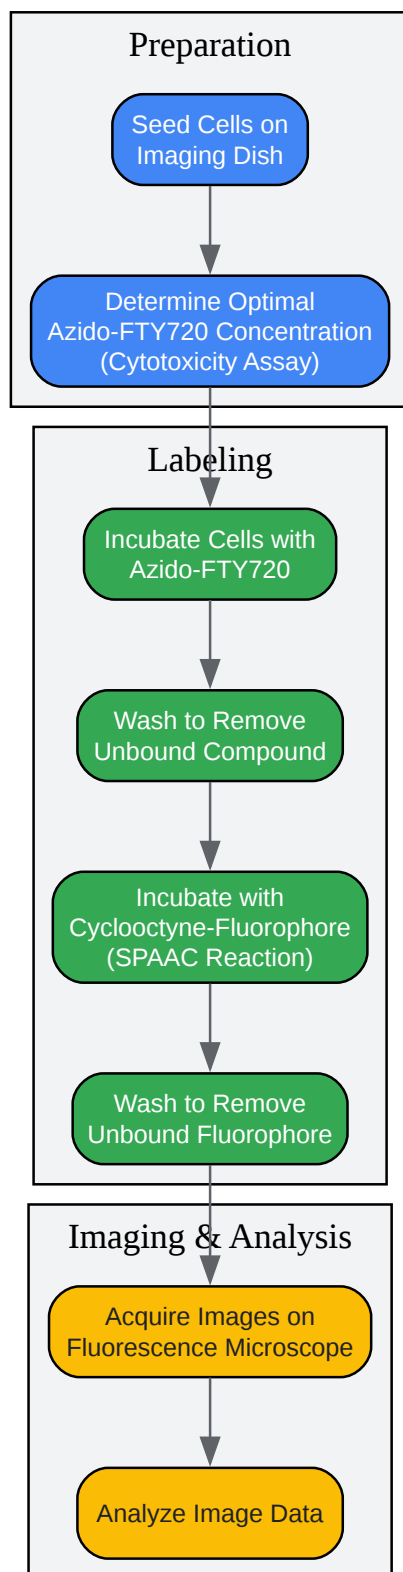 Preparation
Seed Cells on
Imaging Dish
Determine Optimal
Azido-FTY720 Concentration
(Cytotoxicity Assay)
Labeling
Incubate Cells with
Azido-FTY720
Wash to Remove
Unbound Compound
Incubate with
Cyclooctyne-Fluorophore
(SPAAC Reaction)
Wash to Remove
Unbound Fluorophore
Imaging & Analysis
Acquire Images on
Fluorescence Microscope
Analyze Image Data